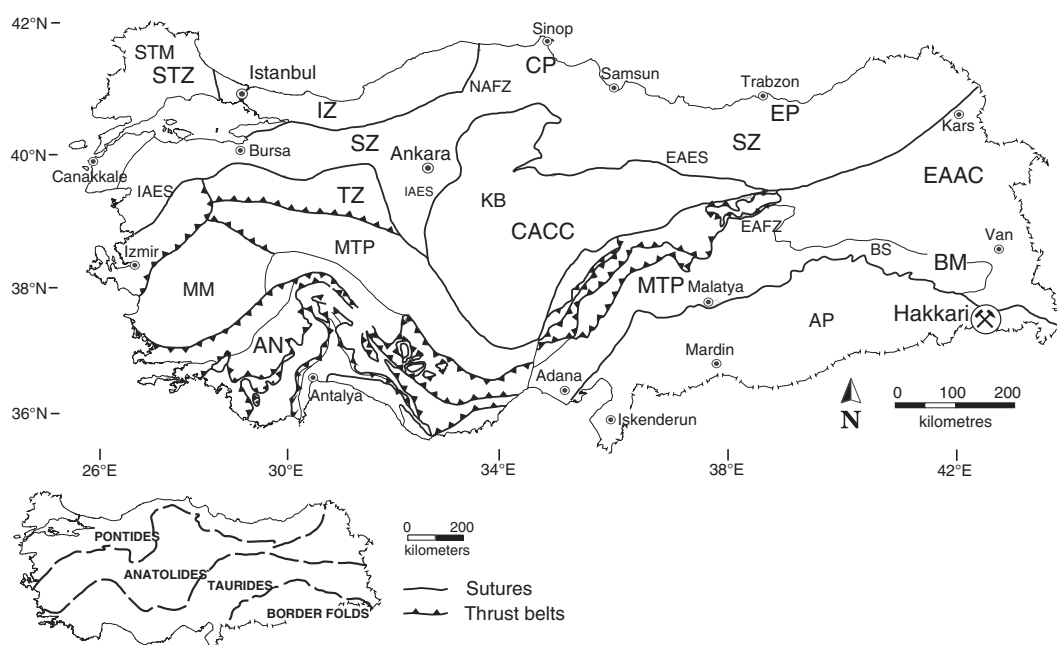 42°N
Sinop
STM
STZ
Istanbul
CP
Samsun
Trabzon
NAFZ
IZ
EP
Kars
40°N
Bursa
SZ
Ankara
SZ
EAES
Canakkale
IAES
TZ
IAES
KB
EAAC
CACC
EAFZ
Izmir
MTP
BS
Van
BM
38°N
MM
MTP
Malatya
Hakkari
AP
AN
Mardin
Adana
Antalya
36°N
Iskenderun
N
0 100 200
kilometres
26°E 30°E 34°E 38°E 42°E
PONTIDES
ANATOLIDES
TAURIDES
BORDER FOLDS
0 200
kilometers
Sutures
Thrust belts